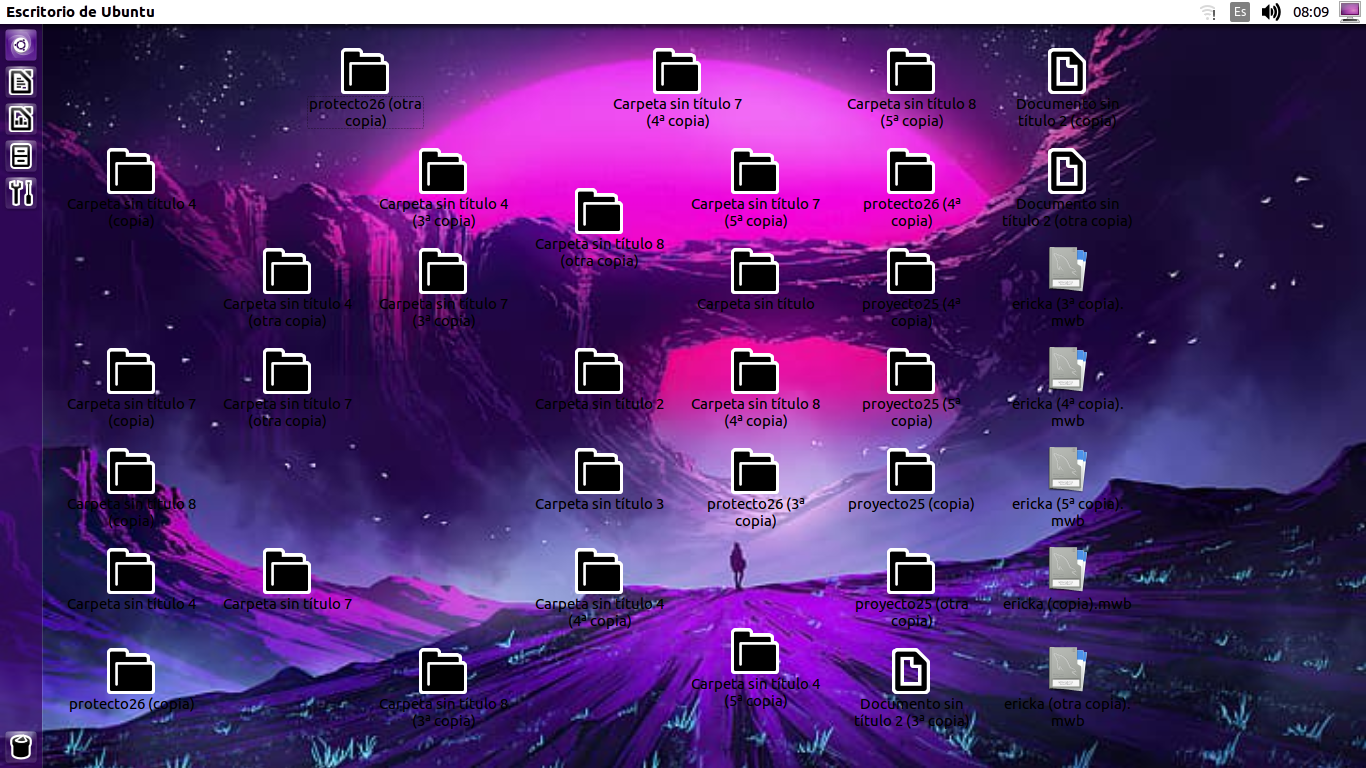 Escritorio de Ubuntu
Es
08:09
protecto26 (otra
copia)
Carpeta sin título 7
(4ª copia)
Carpeta sin título 8
(5ª copia)
Documento sin
título 2 (copia)
Carpeta sin título 4
(copia)
Carpeta sin título 4
(3ª copia)
Carpeta sin título 8
(otra copia)
Carpeta sin título 7
(5ª copia)
protecto26 (4ª
copia)
Documento sin
título 2 (otra copia)
Carpeta sin título 4
(otra copia)
Carpeta sin título 7
(3ª copia)
Carpeta sin título
proyecto25 (4ª
copia)
ericka (3ª copia).
mwb
Carpeta sin título 7
(copia)
Carpeta sin título 7
(otra copia)
Carpeta sin título 2
Carpeta sin título 8
(4ª copia)
proyecto25 (5ª
copia)
ericka (4ª copia).
mwb
Carpeta sin título 8
(copia)
Carpeta sin título 3
protecto26 (3ª
copia)
proyecto25 (copia)
ericka (5ª copia).
mwb
Carpeta sin título 4
Carpeta sin título 7
Carpeta sin título 4
(4ª copia)
proyecto25 (otra
copia)
ericka (copia).mwb
protecto26 (copia)
Carpeta sin título 8
(3ª copia)
Carpeta sin título 4
(5ª copia)
Documento sin
título 2 (3ª copia)
ericka (otra copia).
mwb